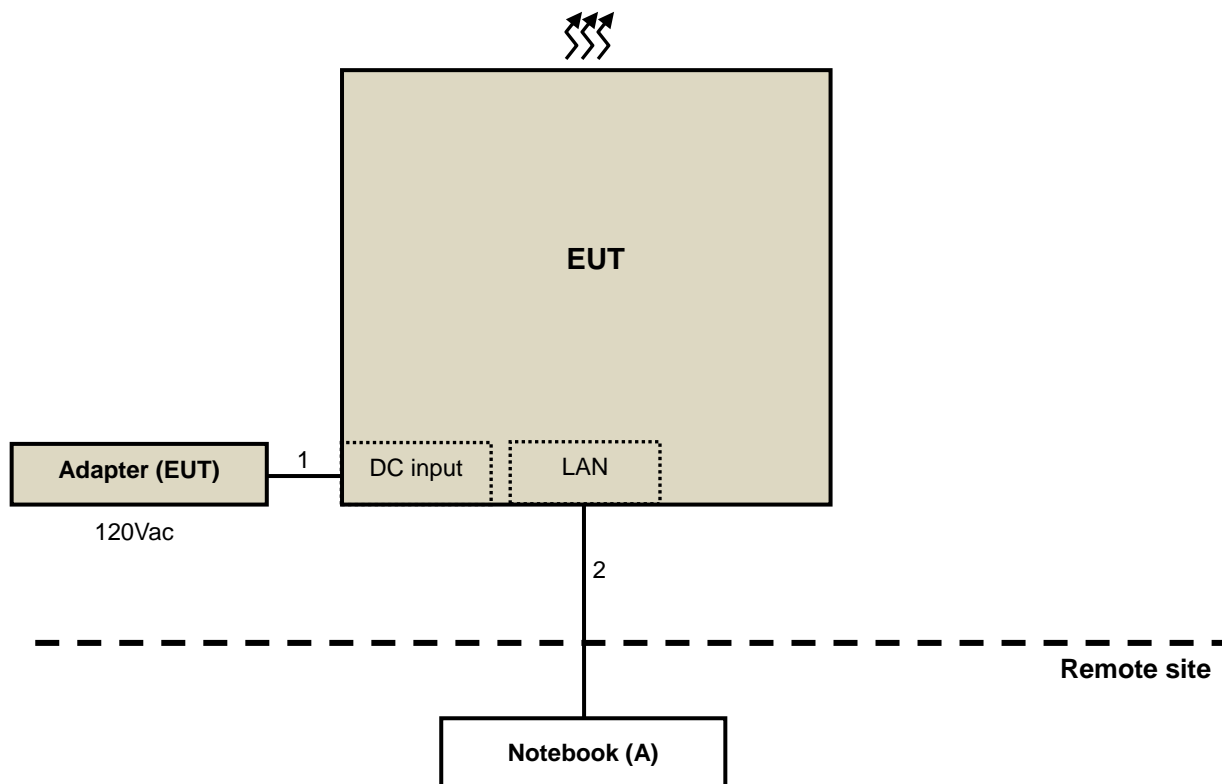 EUT
Adapter (EUT)
1
DC input
LAN
120Vac
2
Remote site
Notebook (A)